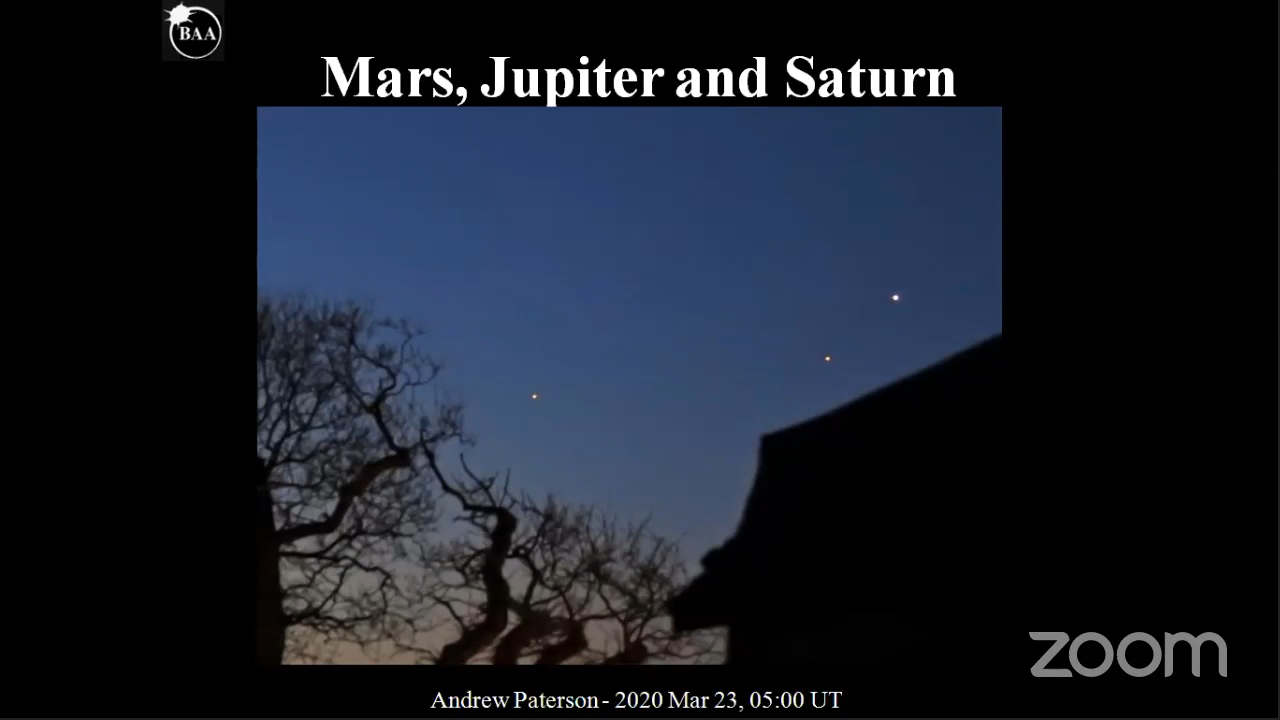 BAA
Mars, Jupiter and Saturn
Andrew Paterson - 2020 Mar 23, 05:00 UT
zoom